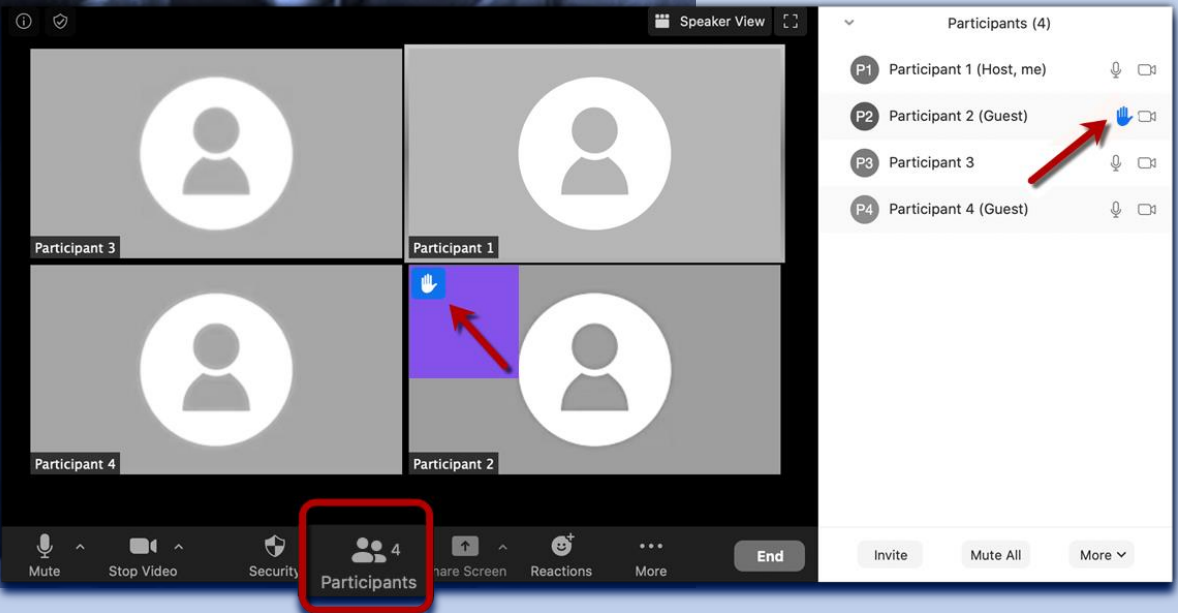 Speaker View
Participants (4)
P1 Participant 1 (Host, me)
P2 Participant 2 (Guest)
P3 Participant 3
P4 Participant 4 (Guest)
Participant 3
Participant 1
Participant 4
Participant 2
Mute
Stop Video
Security
4
Participants
hare Screen
Reactions
More
End
Invite
Mute All
More